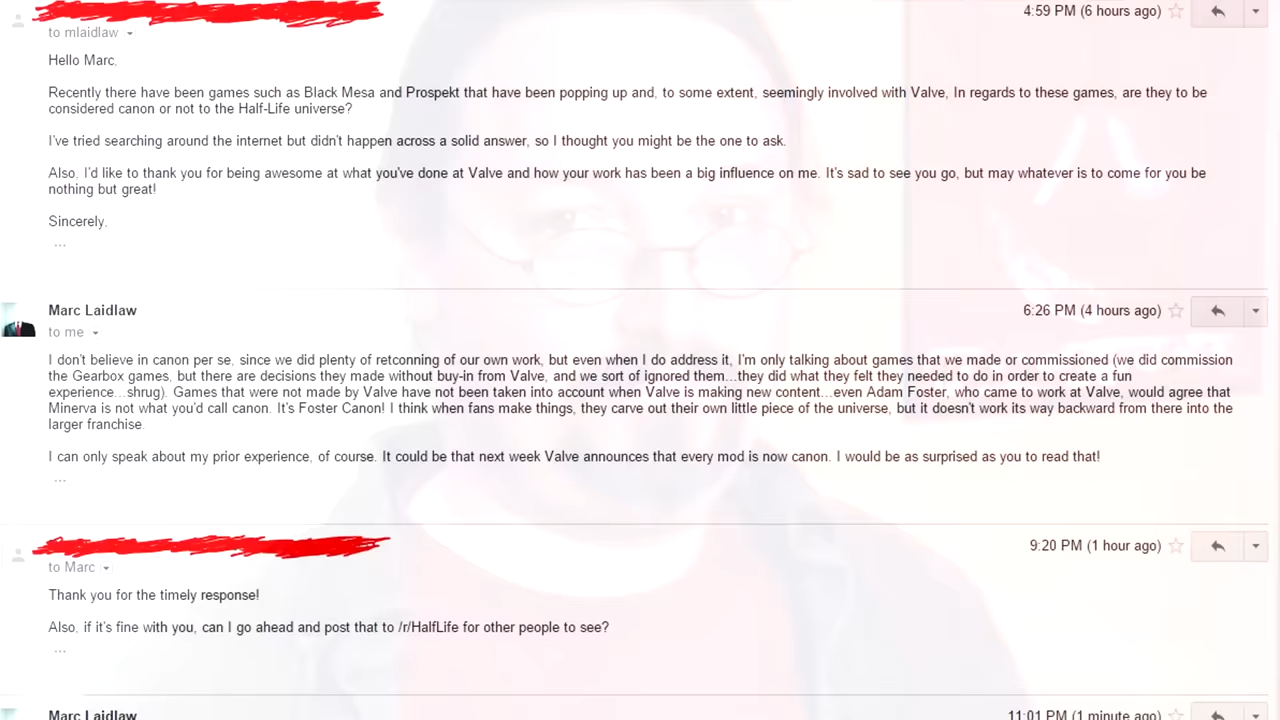 4:59 PM (6 hours ago)
to mlaidlaw
Hello Marc.
Recently there have been games such as Black Mesa and Prospekt that have been popping up and, to some extent, seemingly involved with Valve, In regards to these games, are they to be
considered canon or not to the Half-Life universe?
I've tried searching around the internet but didn't happen across a solid answer, so I thought you might be the one to ask.
Also. I'd like to thank you for being awesome at what you've done at Valve and how your work has been a big influence on me. It's sad to see you go, but may whatever is to come for you be
nothing but great!
Sincerely,
...
Marc Laidlaw 6:26 PM (4 hours ago)
to me
I don't believe in canon per se, since we did plenty of retconning of our own work, but even when I do address it, I'm only talking about games that we made or commissioned (we did commission
the Gearbox games, but there are decisions they made without buy-in from Valve, and we sort of ignored them...they did what they felt they needed to do in order to create a fun
experience...shrug). Games that were not made by Valve have not been taken into account when Valve is making new content...even Adam Foster, who came to work at Valve, would agree that
Minerva is not what you'd call canon. It's Foster Canon! I think when fans make things, they carve out their own little piece of the universe, but it doesn't work its way backward from there into the
larger franchise.
I can only speak about my prior experience, of course. It could be that next week Valve announces that every mod is now canon. I would be as surprised as you to read that!
...
9:20 PM (1 hour ago)
to Marc
Thank you for the timely response!
Also, if it's fine with you, can I go ahead and post that to /r/HalfLife for other people to see?
...
Marc Laidlaw 11:01 PM (1 minute ago)